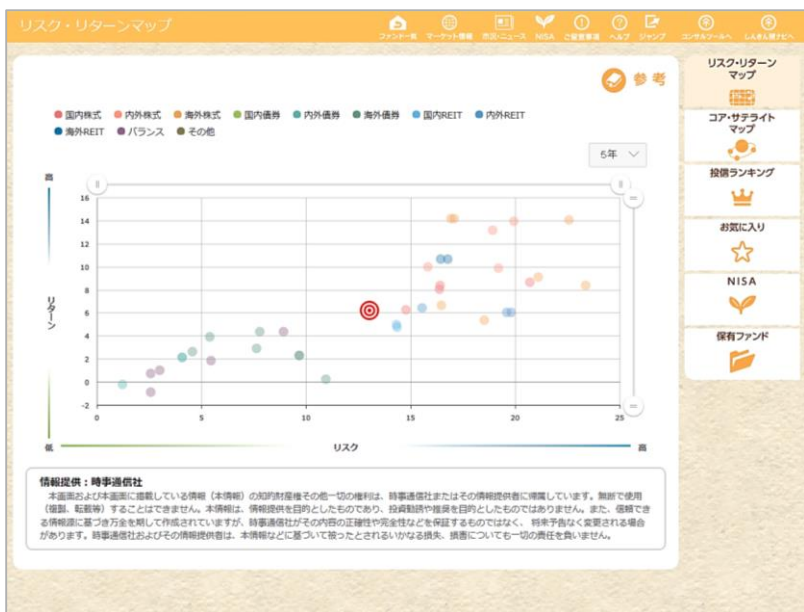 リスク・リターンマップ
ファンド一覧 マーケット情報 市況・ニュース NISA ご留意事項 ヘルプ ジャンプ コンサルツールへ しんきん預ナビへ
参考
国内株式 内外株式 海外株式 国内債券 内外債券 海外債券 国内REIT 内外REIT
海外REIT バランス その他
5年
高
リターン
低
16
14
12
10
8
6
4
2
0
-2
0 5 10 15 20 25
リスク
高
情報提供：時事通信社
本画面および本画面に掲載している情報（本情報）の知的財産権その他一切の権利は、時事通信社またはその情報提供者に帰属しています。無断で使用
（複製、転載等）することはできません。本情報は、情報提供を目的としたものであり、投資勧誘や推奨を目的としたものではありません。また、信頼でき
る情報源に基づき万全を期して作成されていますが、時事通信社がその内容の正確性や完全性などを保証するものではなく、将来予告なく変更される場合
があります。時事通信社およびその情報提供者は、本情報などに基づいて被ったとされるいかなる損失、損害についても一切の責任を負いません。
リスク・リターン
マップ
コア・サテライト
マップ
投信ランキング
お気に入り
NISA
保有ファンド